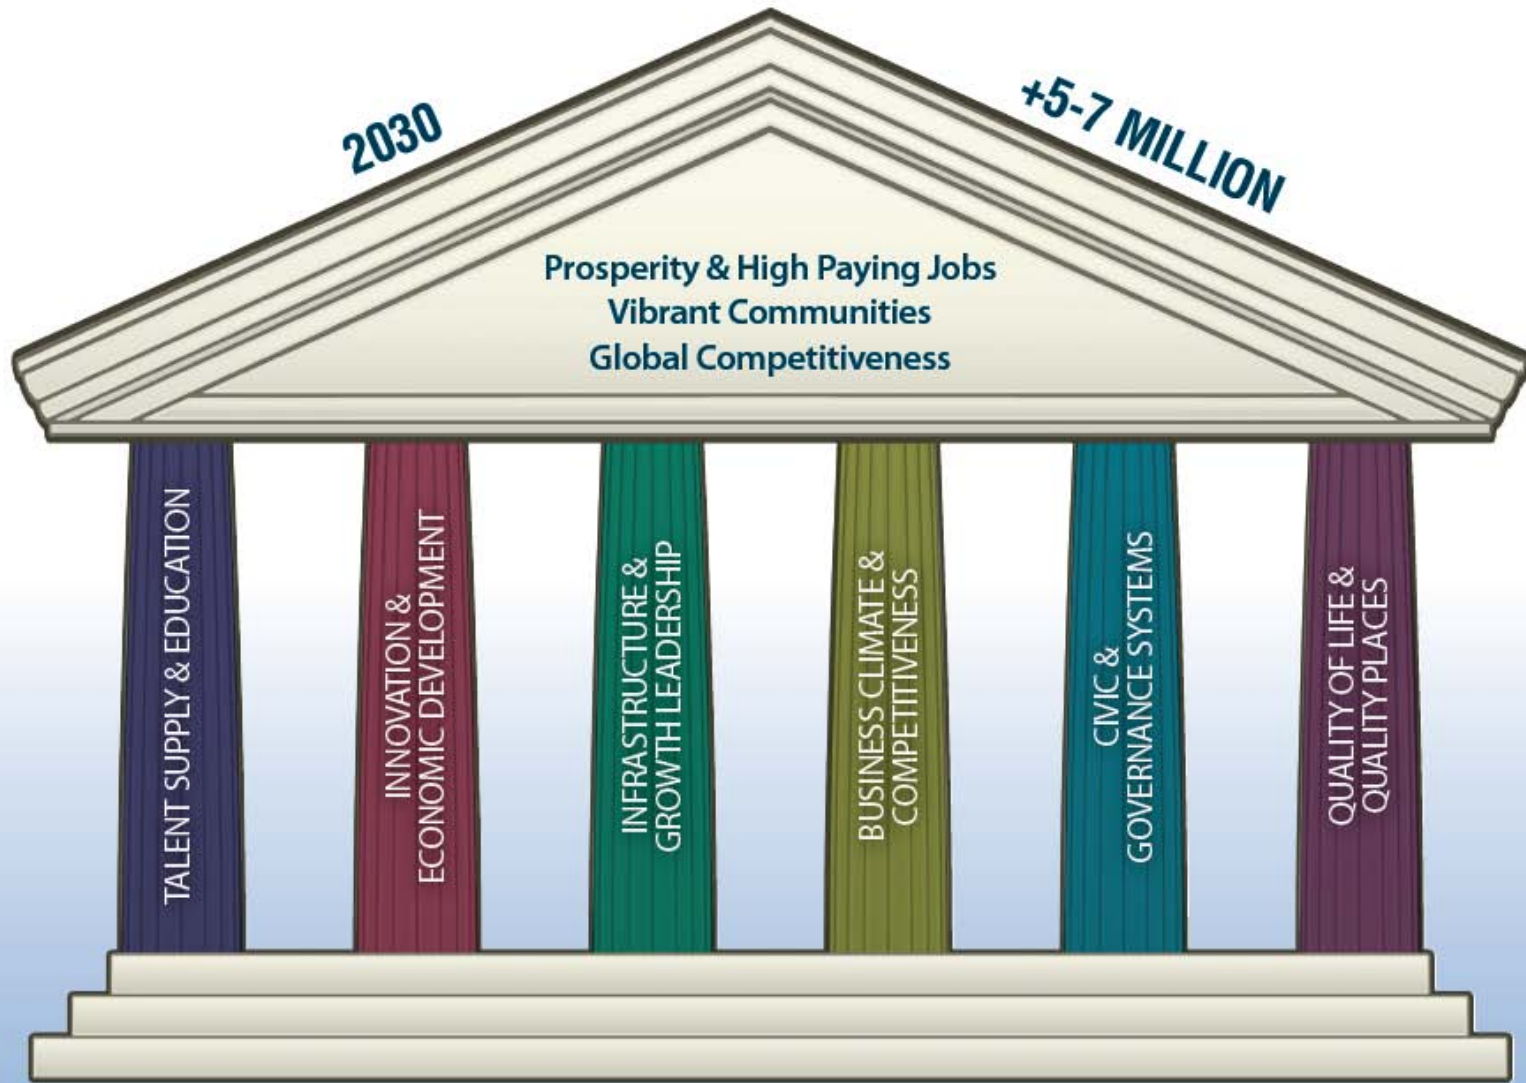 2030
+5-7 MILLION
Prosperity & High Paying Jobs
Vibrant Communities
Global Competitiveness
TALENT SUPPLY & EDUCATION
INNOVATION &
ECONOMIC DEVELOPMENT
INFRASTRUCTURE &
GROWTH LEADERSHIP
BUSINESS CLIMATE &
COMPETITIVENESS
CIVIC &
GOVERNANCE SYSTEMS
QUALITY OF LIFE &
QUALITY PLACES